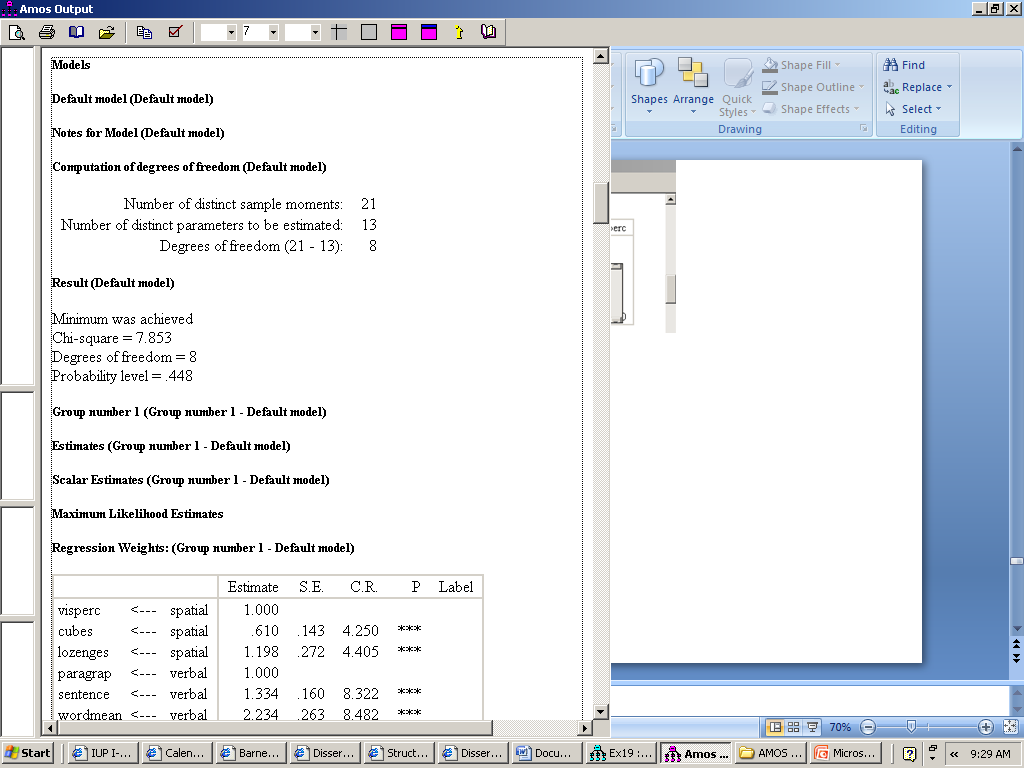 Amos Output
7
Models
Default model (Default model)
Notes for Model (Default model)
Computation of degrees of freedom (Default model)
Number of distinct sample moments: 21
Number of distinct parameters to be estimated: 13
Degrees of freedom (21 - 13): 8
Result (Default model)
Minimum was achieved
Chi-square = 7.853
Degrees of freedom = 8
Probability level = .448
Group number 1 (Group number 1 - Default model)
Estimates (Group number 1 - Default model)
Scalar Estimates (Group number 1 - Default model)
Maximum Likelihood Estimates
Regression Weights: (Group number 1 - Default model)
Estimate S.E. C.R. P Label
visperc <--- spatial 1.000
cubes <--- spatial .610 .143 4.250 ***
lozenges <--- spatial 1.198 .272 4.405 ***
paragrap <--- verbal 1.000
sentence <--- verbal 1.334 .160 8.322 ***
wordmean <--- verbal 2.234 .263 8.482 ***
Shapes
Arrange
Quick Styles
Shape Fill
Shape Outline
Shape Effects
Drawing
Find
Replace
Select
Editing
erc
70%
Start
IUP I-...
Calen...
Barne...
Disser...
Struct...
Disser...
Docu...
Ex19 :...
Amos ...
AMOS ...
Micros...
9:29 AM